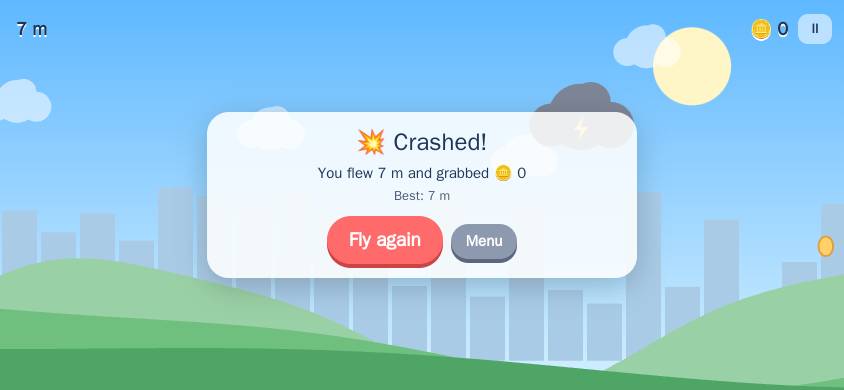 7 m
🪙 0
⏸
💥 Crashed!
You flew 7 m and grabbed 🪙 0
Best: 7 m
Fly again
Menu